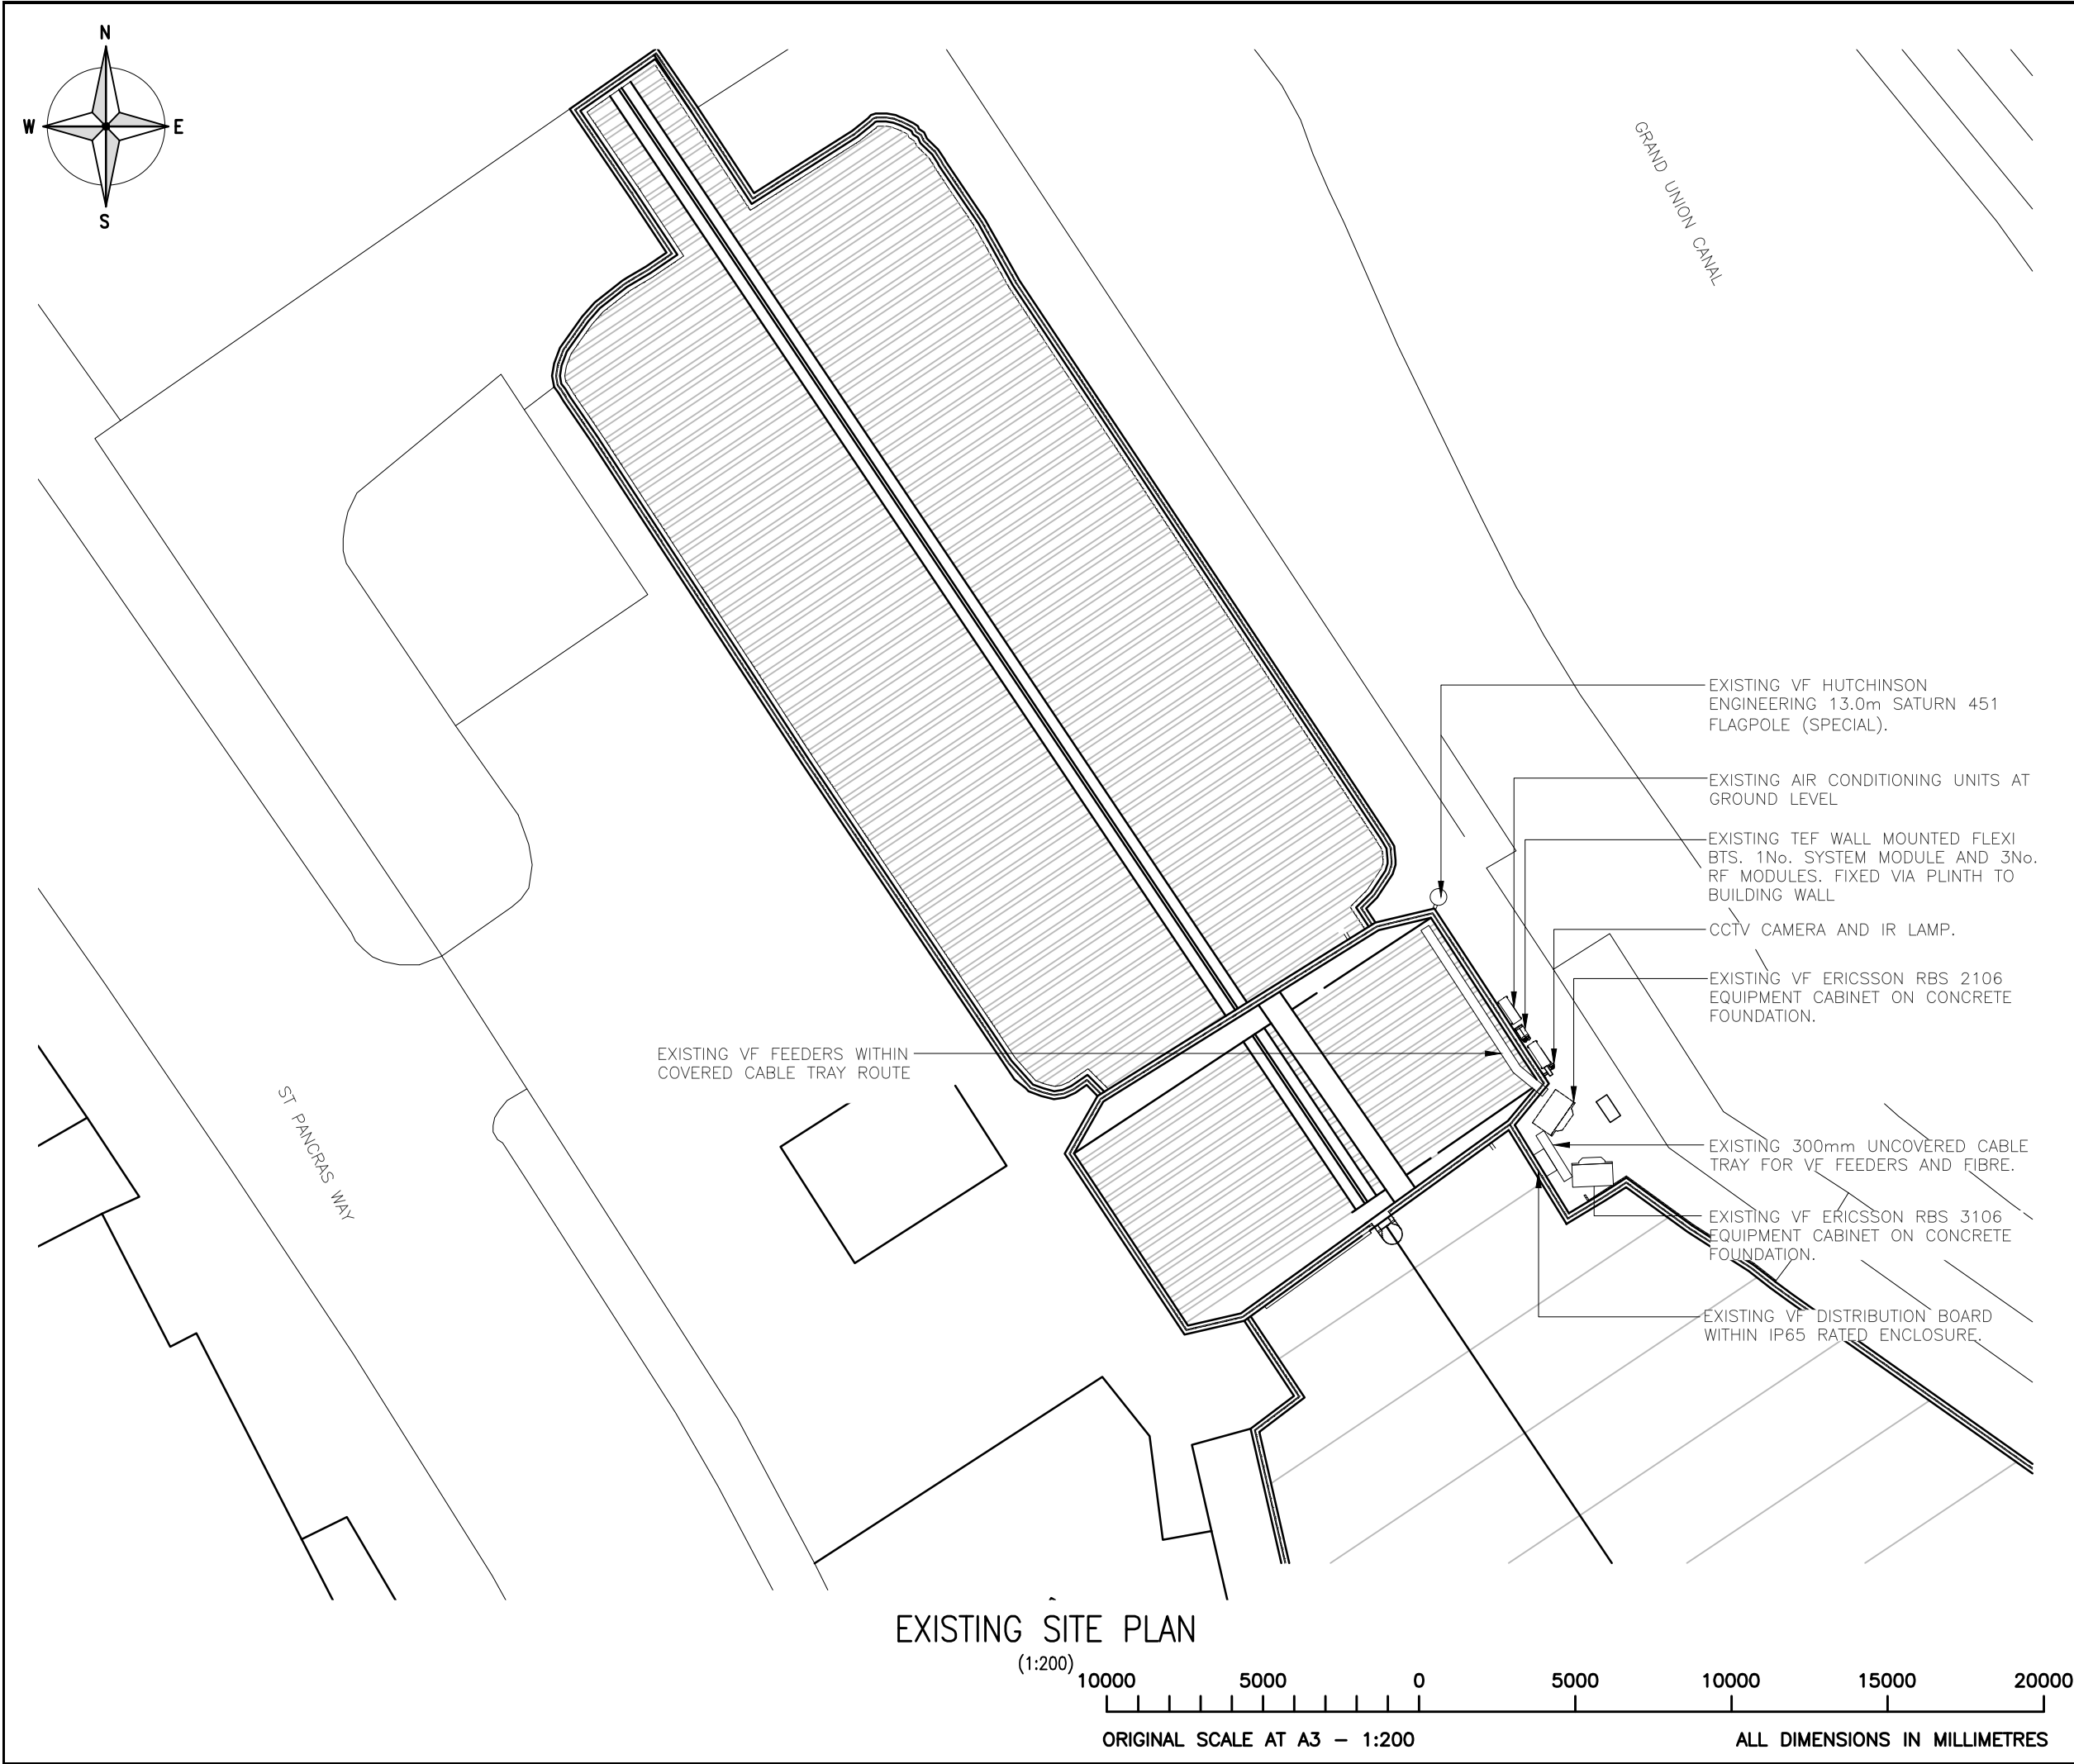 N
W
E
S
GRAND UNION CANAL
EXISTING VF HUTCHINSON
ENGINEERING 13.0m SATURN 451
FLAGPOLE (SPECIAL).
EXISTING AIR CONDITIONING UNITS AT
GROUND LEVEL
EXISTING TEF WALL MOUNTED FLEXI
BTS. 1No. SYSTEM MODULE AND 3No.
RF MODULES. FIXED VIA PLINTH TO
BUILDING WALL
CCTV CAMERA AND IR LAMP.
EXISTING VF ERICSSON RBS 2106
EQUIPMENT CABINET ON CONCRETE
FOUNDATION.
EXISTING VF FEEDERS WITHIN
COVERED CABLE TRAY ROUTE
ST PANCRAS WAY
EXISTING 300mm UNCOVERED CABLE
TRAY FOR VF FEEDERS AND FIBRE.
EXISTING VF ERICSSON RBS 3106
EQUIPMENT CABINET ON CONCRETE
FOUNDATION.
EXISTING VF DISTRIBUTION BOARD
WITHIN IP65 RATED ENCLOSURE.
EXISTING SITE PLAN
(1:200)
10000 5000 0 5000 10000 15000 20000
ORIGINAL SCALE AT A3 – 1:200 ALL DIMENSIONS IN MILLIMETRES